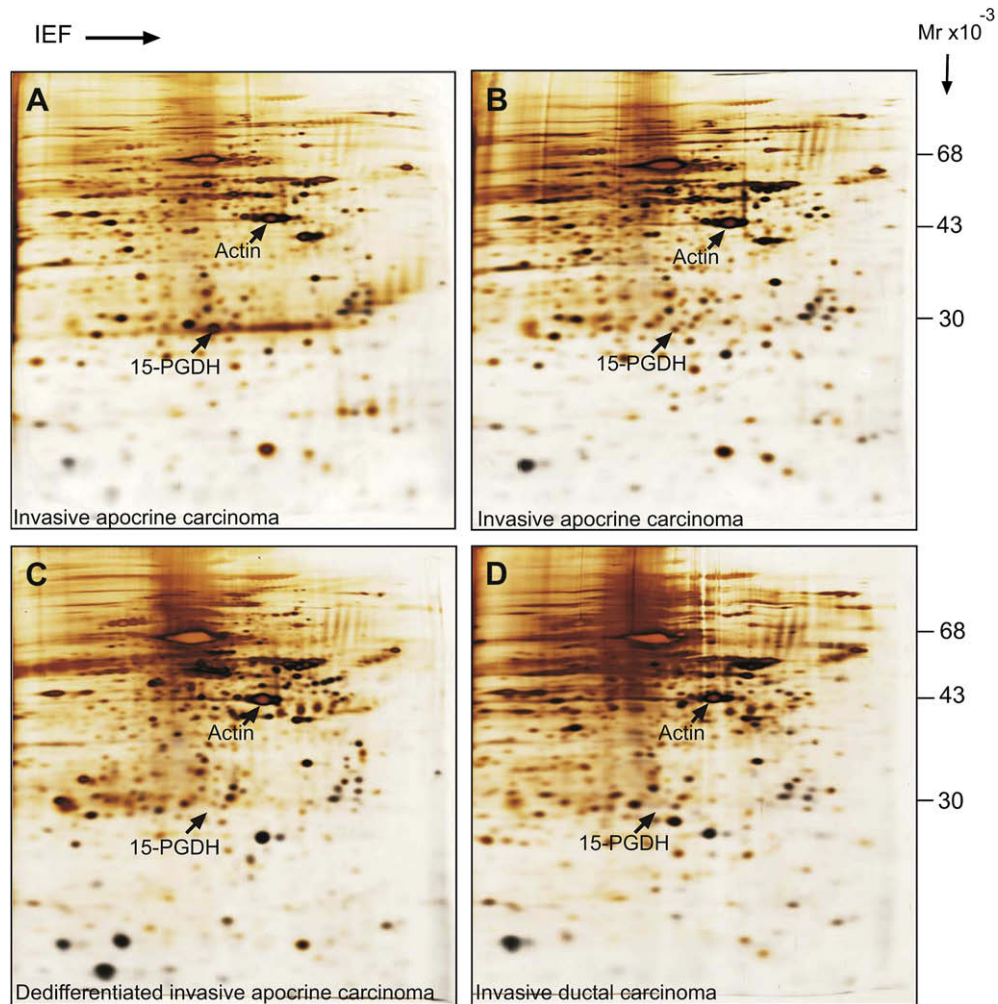 IEF
Mr x10-3
A
B
68
43
30
Actin
Actin
15-PGDH
15-PGDH
Invasive apocrine carcinoma
Invasive apocrine carcinoma
C
D
68
43
30
Actin
Actin
15-PGDH
15-PGDH
Dedifferentiated invasive apocrine carcinoma
Invasive ductal carcinoma